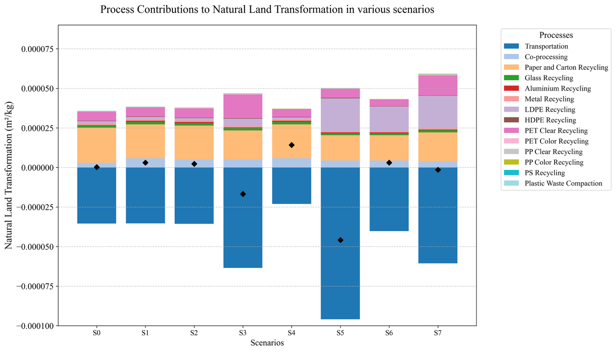 Process Contributions to Natural Land Transformation in various scenarios
Natural Land Transformation (m²/kg)
0.000075
0.000050
0.000025
0.000000
−0.000025
−0.000050
−0.000075
−0.000100
S0 S1 S2 S3 S4 S5 S6 S7
Scenarios
Processes
Transportation
Co-processing
Paper and Carton Recycling
Glass Recycling
Aluminium Recycling
Metal Recycling
LDPE Recycling
HDPE Recycling
PET Clear Recycling
PET Color Recycling
PP Clear Recycling
PP Color Recycling
PS Recycling
Plastic Waste Compaction